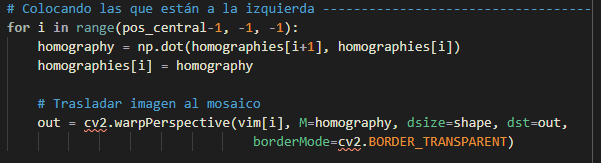 # Colocando las que están a la izquierda -----------------------------------
for i in range(pos_central-1, -1, -1):
homography = np.dot(homographies[i+1], homographies[i])
homographies[i] = homography
# Trasladar imagen al mosaico
out = cv2.warpPerspective(vim[i], M=homography, dsize=shape, dst=out,
borderMode=cv2.BORDER_TRANSPARENT)